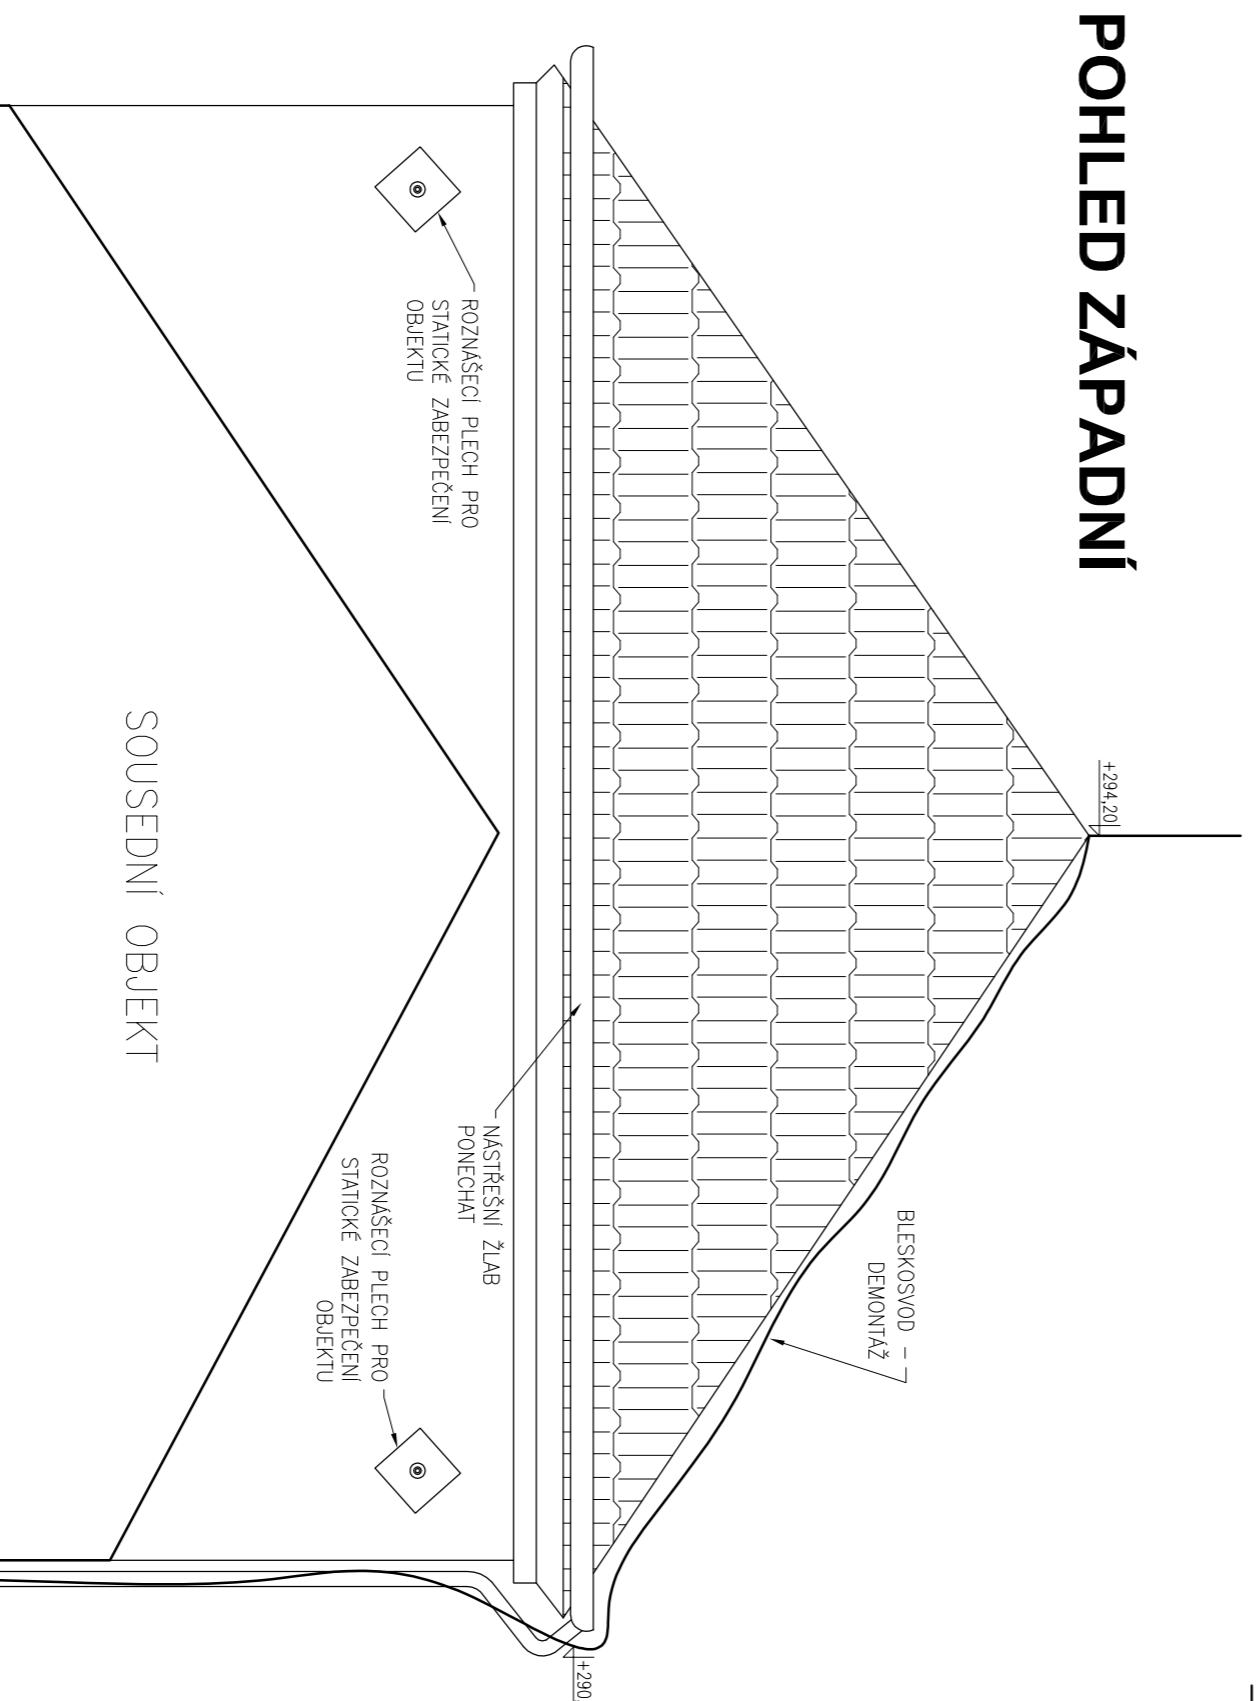 POHLED ZÁPADNÍ
+294,20
BLESKOSVOD –
DEMONTÁŽ
+290
NÁSTŘEŠNÍ ŽLAB
PONECHAT
ROZNÁŠECÍ PLECH PRO
STATICKÉ ZABEZPEČENÍ
OBJEKTU
ROZNÁŠECÍ PLECH PRO
STATICKÉ ZABEZPEČENÍ
OBJEKTU
SOUSEDNÍ OBJEKT